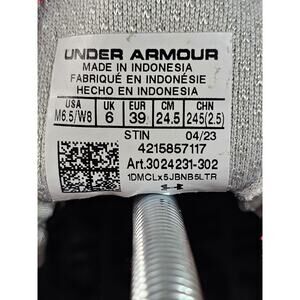 UNDER ARMOUR
MADE IN INDONESIA
FABRIQUÉ EN INDONÉSIE
HECHO EN INDONESIA
USA UK EUR CM CHN
M6.5/W8 6 39 24.5 245(2.5)
STIN 04/23
4215857117
Art.3024231-302
1DMCLx5JBNB5LTR